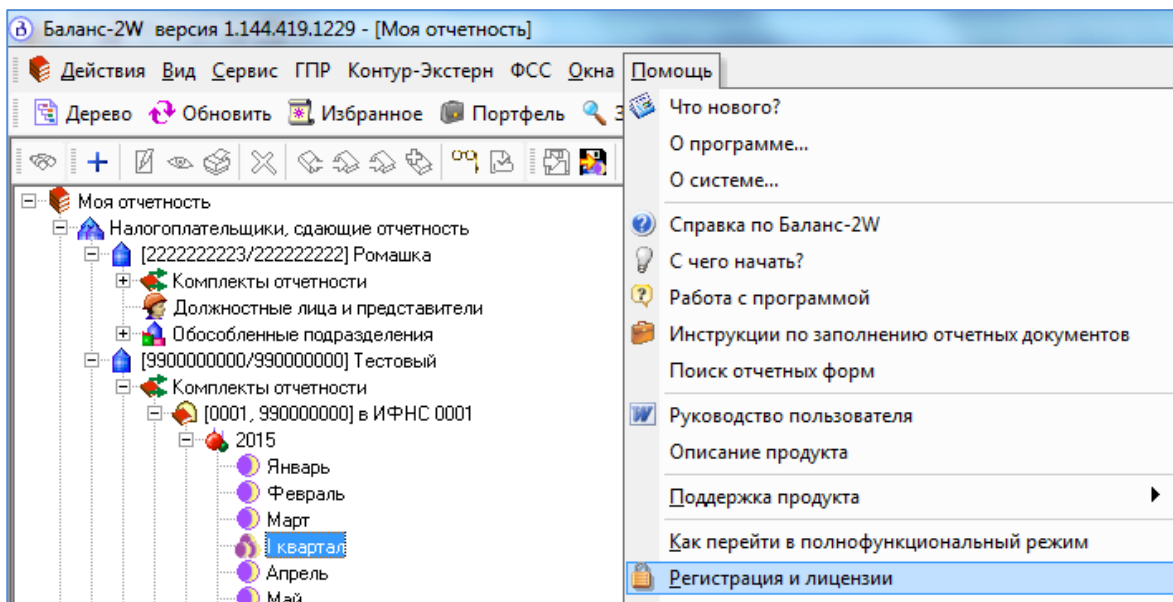 Баланс-2W версия 1.144.419.1229 - [Моя отчетность]
Действия Вид Сервис ГПР Контур-Экстерн ФСС Окна Помощь
Дерево Обновить Избранное Портфель
Что нового?
О программе...
О системе...
Справка по Баланс-2W
С чего начать?
Работа с программой
Инструкции по заполнению отчетных документов
Поиск отчетных форм
Руководство пользователя
Описание продукта
Поддержка продукта
Как перейти в полнофункциональный режим
Регистрация и лицензии
Моя отчетность
Налогоплательщики, сдающие отчетность
[2222222223/222222222] Ромашка
Комплекты отчетности
Должностные лица и представители
Обособленные подразделения
[9900000000/990000000] Тестовый
Комплекты отчетности
[0001, 990000000] в ИФНС 0001
2015
Январь
Февраль
Март
I квартал
Апрель
Май